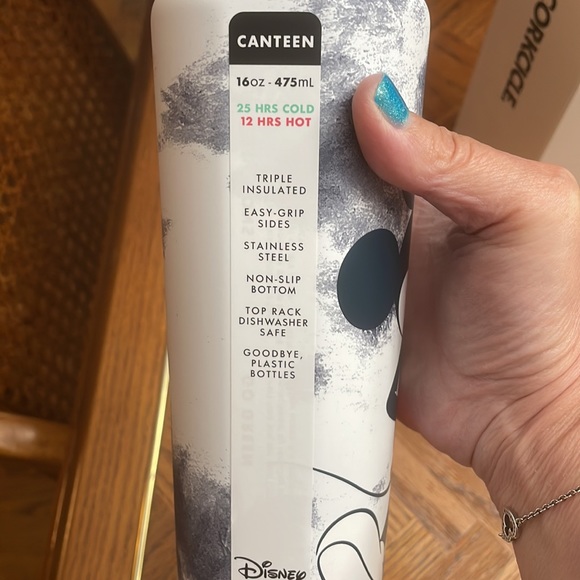 CANTEEN
16oz - 475mL
25 HRS COLD
12 HRS HOT
TRIPLE
INSULATED
EASY-GRIP
SIDES
STAINLESS
STEEL
NON-SLIP
BOTTOM
TOP RACK
DISHWASHER
SAFE
GOODBYE,
PLASTIC
BOTTLES
Disney
CORKCICLE